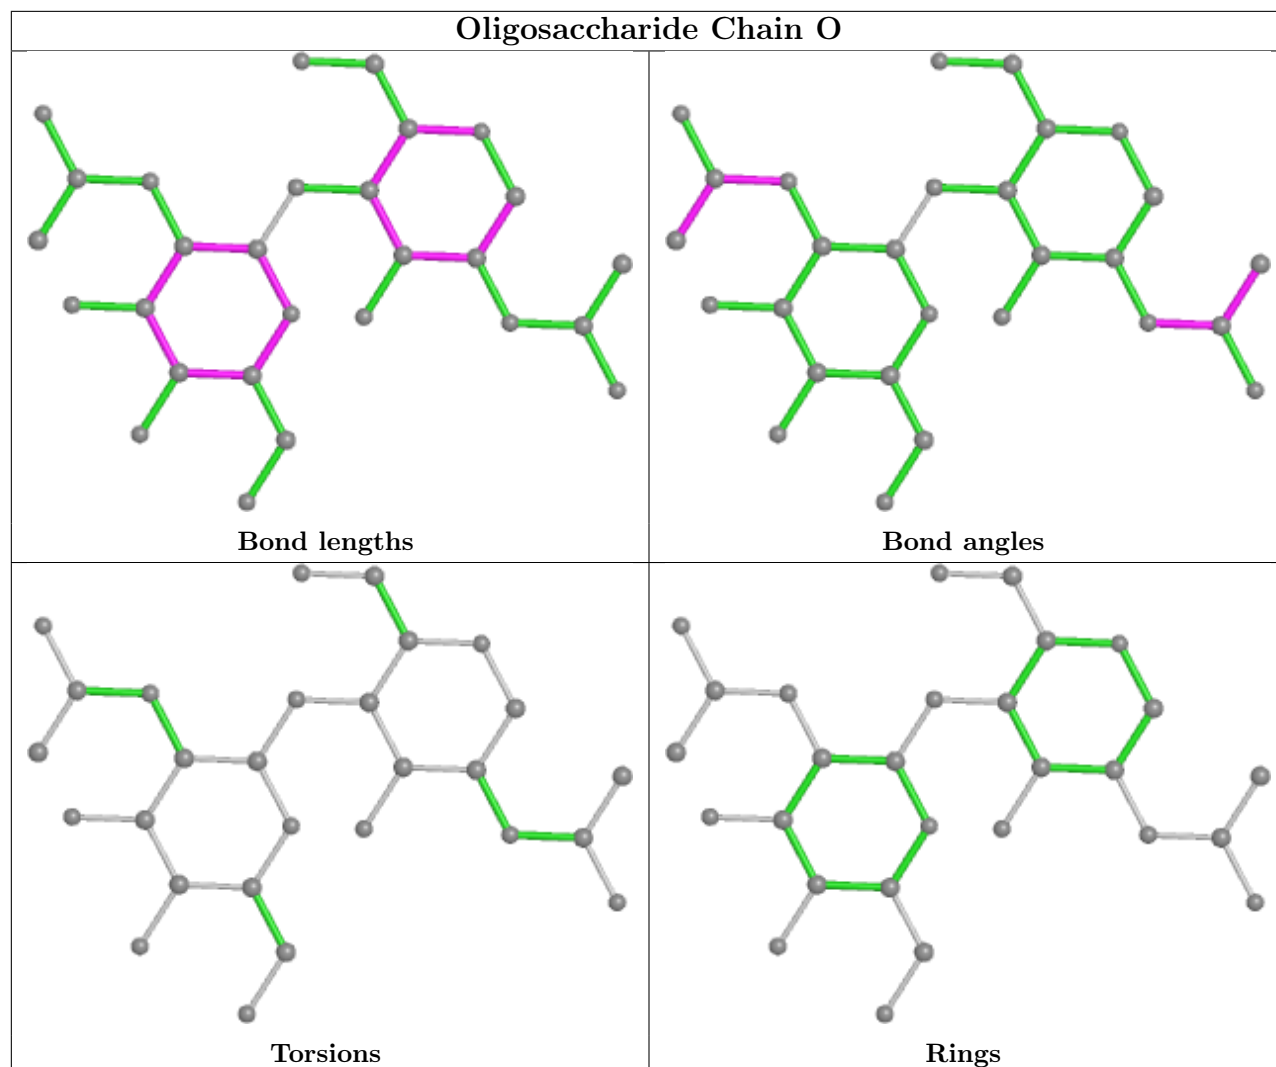 Oligosaccharide Chain O
Bond lengths
Bond angles
Torsions
Rings